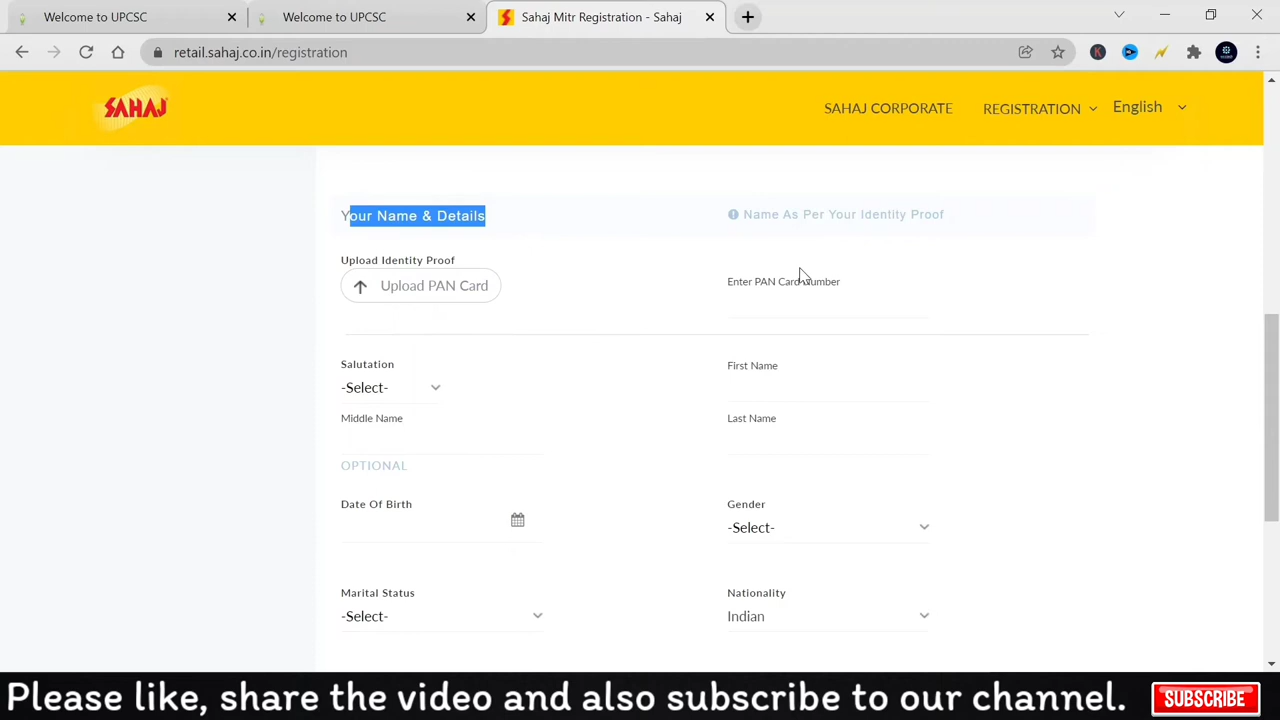 Welcome to UPCSC
Welcome to UPCSC
Sahaj Mitr Registration - Sahaj
retail.sahaj.co.in/registration
K
SAHAJ
SAHAJ CORPORATE
REGISTRATION
English
Your Name & Details
Name As Per Your Identity Proof
Upload Identity Proof
Upload PAN Card
Enter PAN Card Number
Salutation
-Select-
First Name
Middle Name
Last Name
OPTIONAL
Date Of Birth
Gender
-Select-
Marital Status
-Select-
Nationality
Indian
Please like, share the video and also subscribe to our channel.
SUBSCRIBE